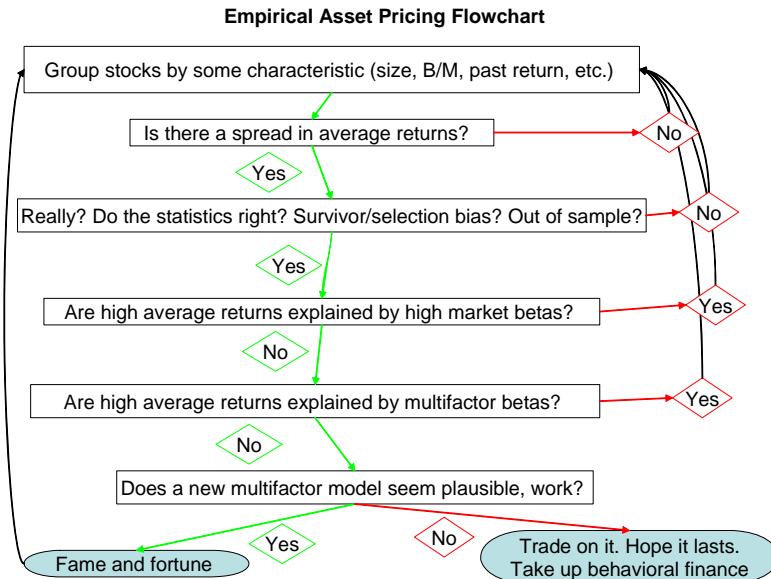 Empirical Asset Pricing Flowchart
Group stocks by some characteristic (size, B/M, past return, etc.)
Is there a spread in average returns?
No
Yes
Really? Do the statistics right? Survivor/selection bias? Out of sample?
No
Yes
Are high average returns explained by high market betas?
Yes
No
Are high average returns explained by multifactor betas?
Yes
No
Does a new multifactor model seem plausible, work?
Yes
No
Fame and fortune
Trade on it. Hope it lasts.
Take up behavioral finance